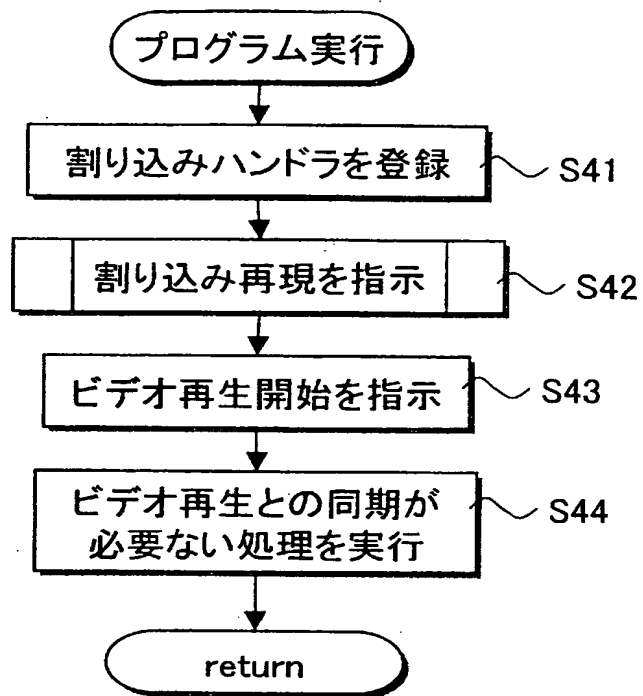 プログラム実行
割り込みハンドラを登録
S41
割り込み再現を指示
S42
ビデオ再生開始を指示
S43
ビデオ再生との同期が
必要ない処理を実行
S44
return